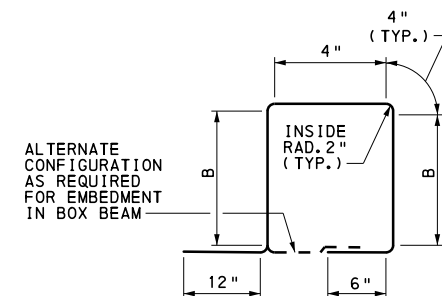 4"
(TYP.)
4"
INSIDE
RAD. 2"
(TYP.)
ALTERNATE
CONFIGURATION
AS REQUIRED
FOR EMBEDMENT
IN BOX BEAM
B
B
12"
6"